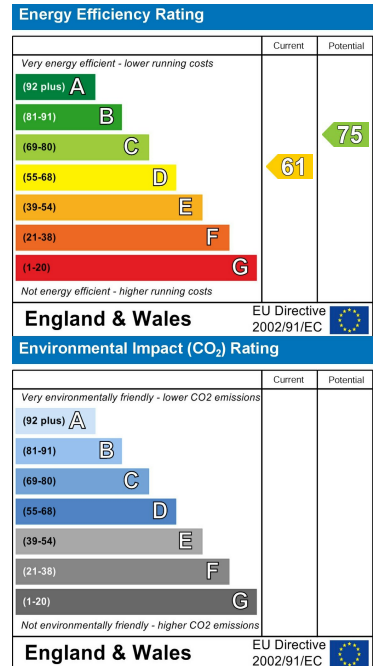 Energy Efficiency Rating
Current Potential
Very energy efficient - lower running costs
(92 plus) A
(81-91) B
(69-80) C
75
(55-68) D
61
(39-54) E
(21-38) F
(1-20) G
Not energy efficient - higher running costs
England & Wales
EU Directive
2002/91/EC
Environmental Impact (CO₂) Rating
Current Potential
Very environmentally friendly - lower CO2 emissions
(92 plus) A
(81-91) B
(69-80) C
(55-68) D
(39-54) E
(21-38) F
(1-20) G
Not environmentally friendly - higher CO2 emissions
England & Wales
EU Directive
2002/91/EC